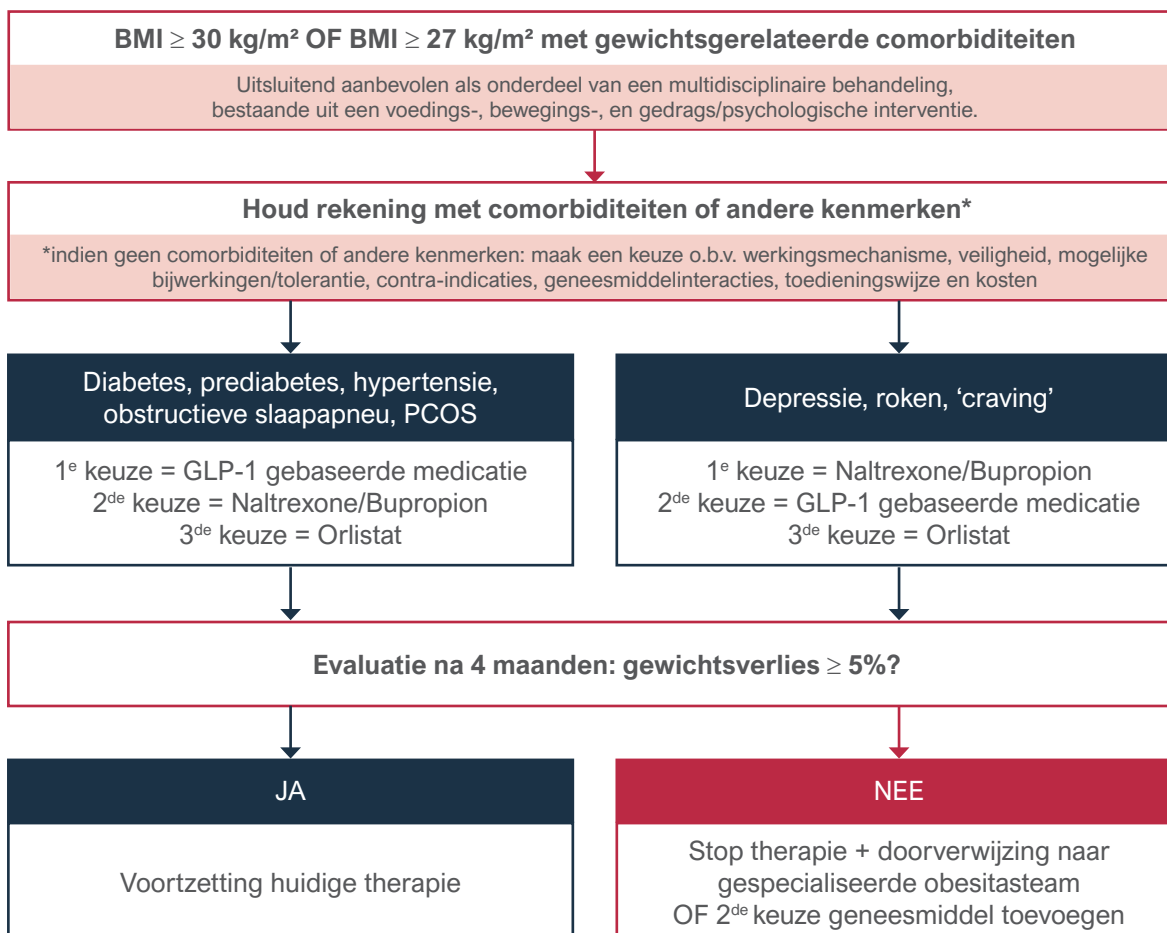 BMI ≥ 30 kg/m² OF BMI ≥ 27 kg/m² met gewichtsgerelateerde comorbiditeiten
Uitsluitend aanbevolen als onderdeel van een multidisciplinaire behandeling,
bestaande uit een voedings-, bewegings-, en gedrags/psychologische interventie.
Houd rekening met comorbiditeiten of andere kenmerken*
*indien geen comorbiditeiten of andere kenmerken: maak een keuze o.b.v. werkingsmechanisme, veiligheid, mogelijke
bijwerkingen/tolerantie, contra-indicaties, geneesmiddelinteracties, toedieningswijze en kosten
Diabetes, prediabetes, hypertensie,
obstructieve slaapapneu, PCOS
1e keuze = GLP-1 gebaseerde medicatie
2de keuze = Naltrexone/Bupropion
3de keuze = Orlistat
Depressie, roken, ‘craving’
1e keuze = Naltrexone/Bupropion
2de keuze = GLP-1 gebaseerde medicatie
3de keuze = Orlistat
Evaluatie na 4 maanden: gewichtsverlies ≥ 5%?
JA
Voortzetting huidige therapie
NEE
Stop therapie + doorverwijzing naar
gespecialiseerde obesitasteam
OF 2de keuze geneesmiddel toevoegen